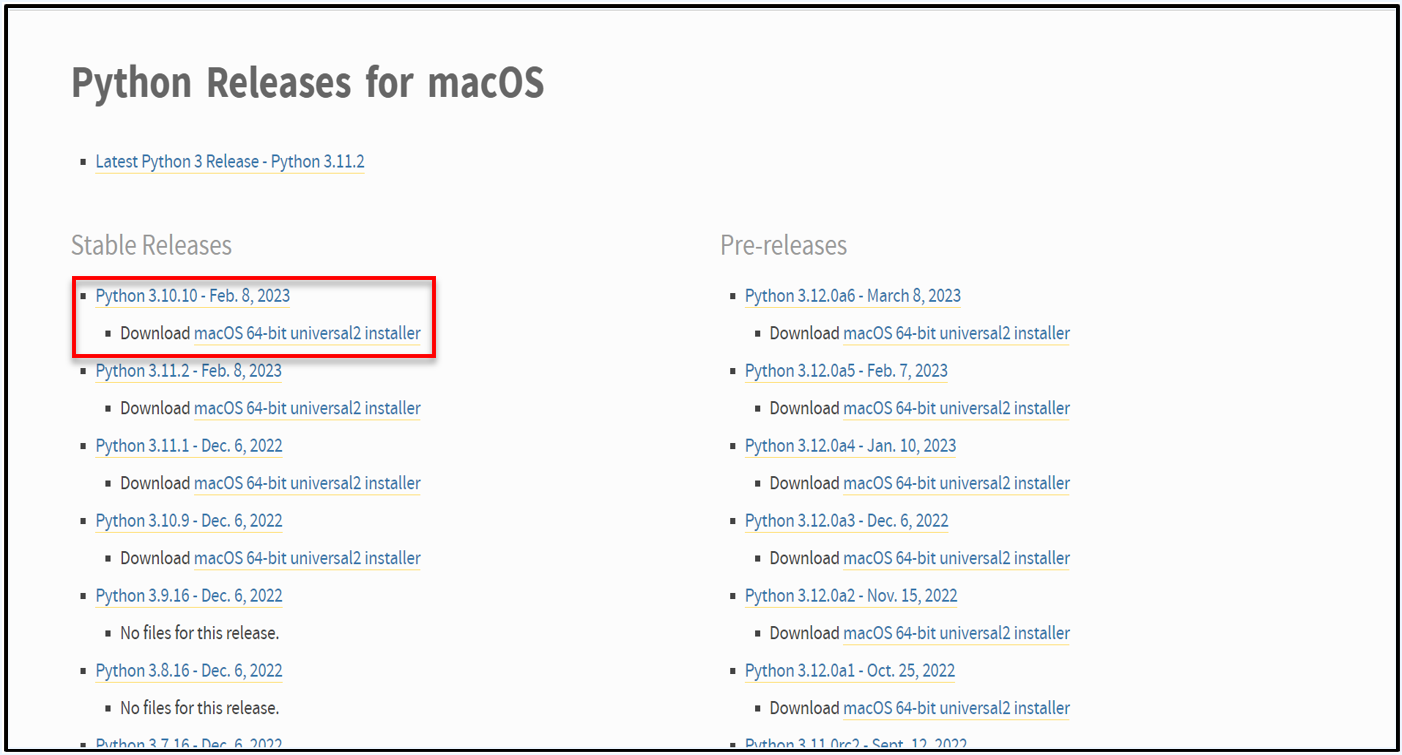 Python Releases for macOS
Latest Python 3 Release - Python 3.11.2
Stable Releases
Python 3.10.10 - Feb. 8, 2023
Download macOS 64-bit universal2 installer
Python 3.11.2 - Feb. 8, 2023
Download macOS 64-bit universal2 installer
Python 3.11.1 - Dec. 6, 2022
Download macOS 64-bit universal2 installer
Python 3.10.9 - Dec. 6, 2022
Download macOS 64-bit universal2 installer
Python 3.9.16 - Dec. 6, 2022
No files for this release.
Python 3.8.16 - Dec. 6, 2022
No files for this release.
Python 3.7.16 - Dec. 6, 2022
Pre-releases
Python 3.12.0a6 - March 8, 2023
Download macOS 64-bit universal2 installer
Python 3.12.0a5 - Feb. 7, 2023
Download macOS 64-bit universal2 installer
Python 3.12.0a4 - Jan. 10, 2023
Download macOS 64-bit universal2 installer
Python 3.12.0a3 - Dec. 6, 2022
Download macOS 64-bit universal2 installer
Python 3.12.0a2 - Nov. 15, 2022
Download macOS 64-bit universal2 installer
Python 3.12.0a1 - Oct. 25, 2022
Download macOS 64-bit universal2 installer
Python 3.11.0rc2 - Sept. 12, 2022